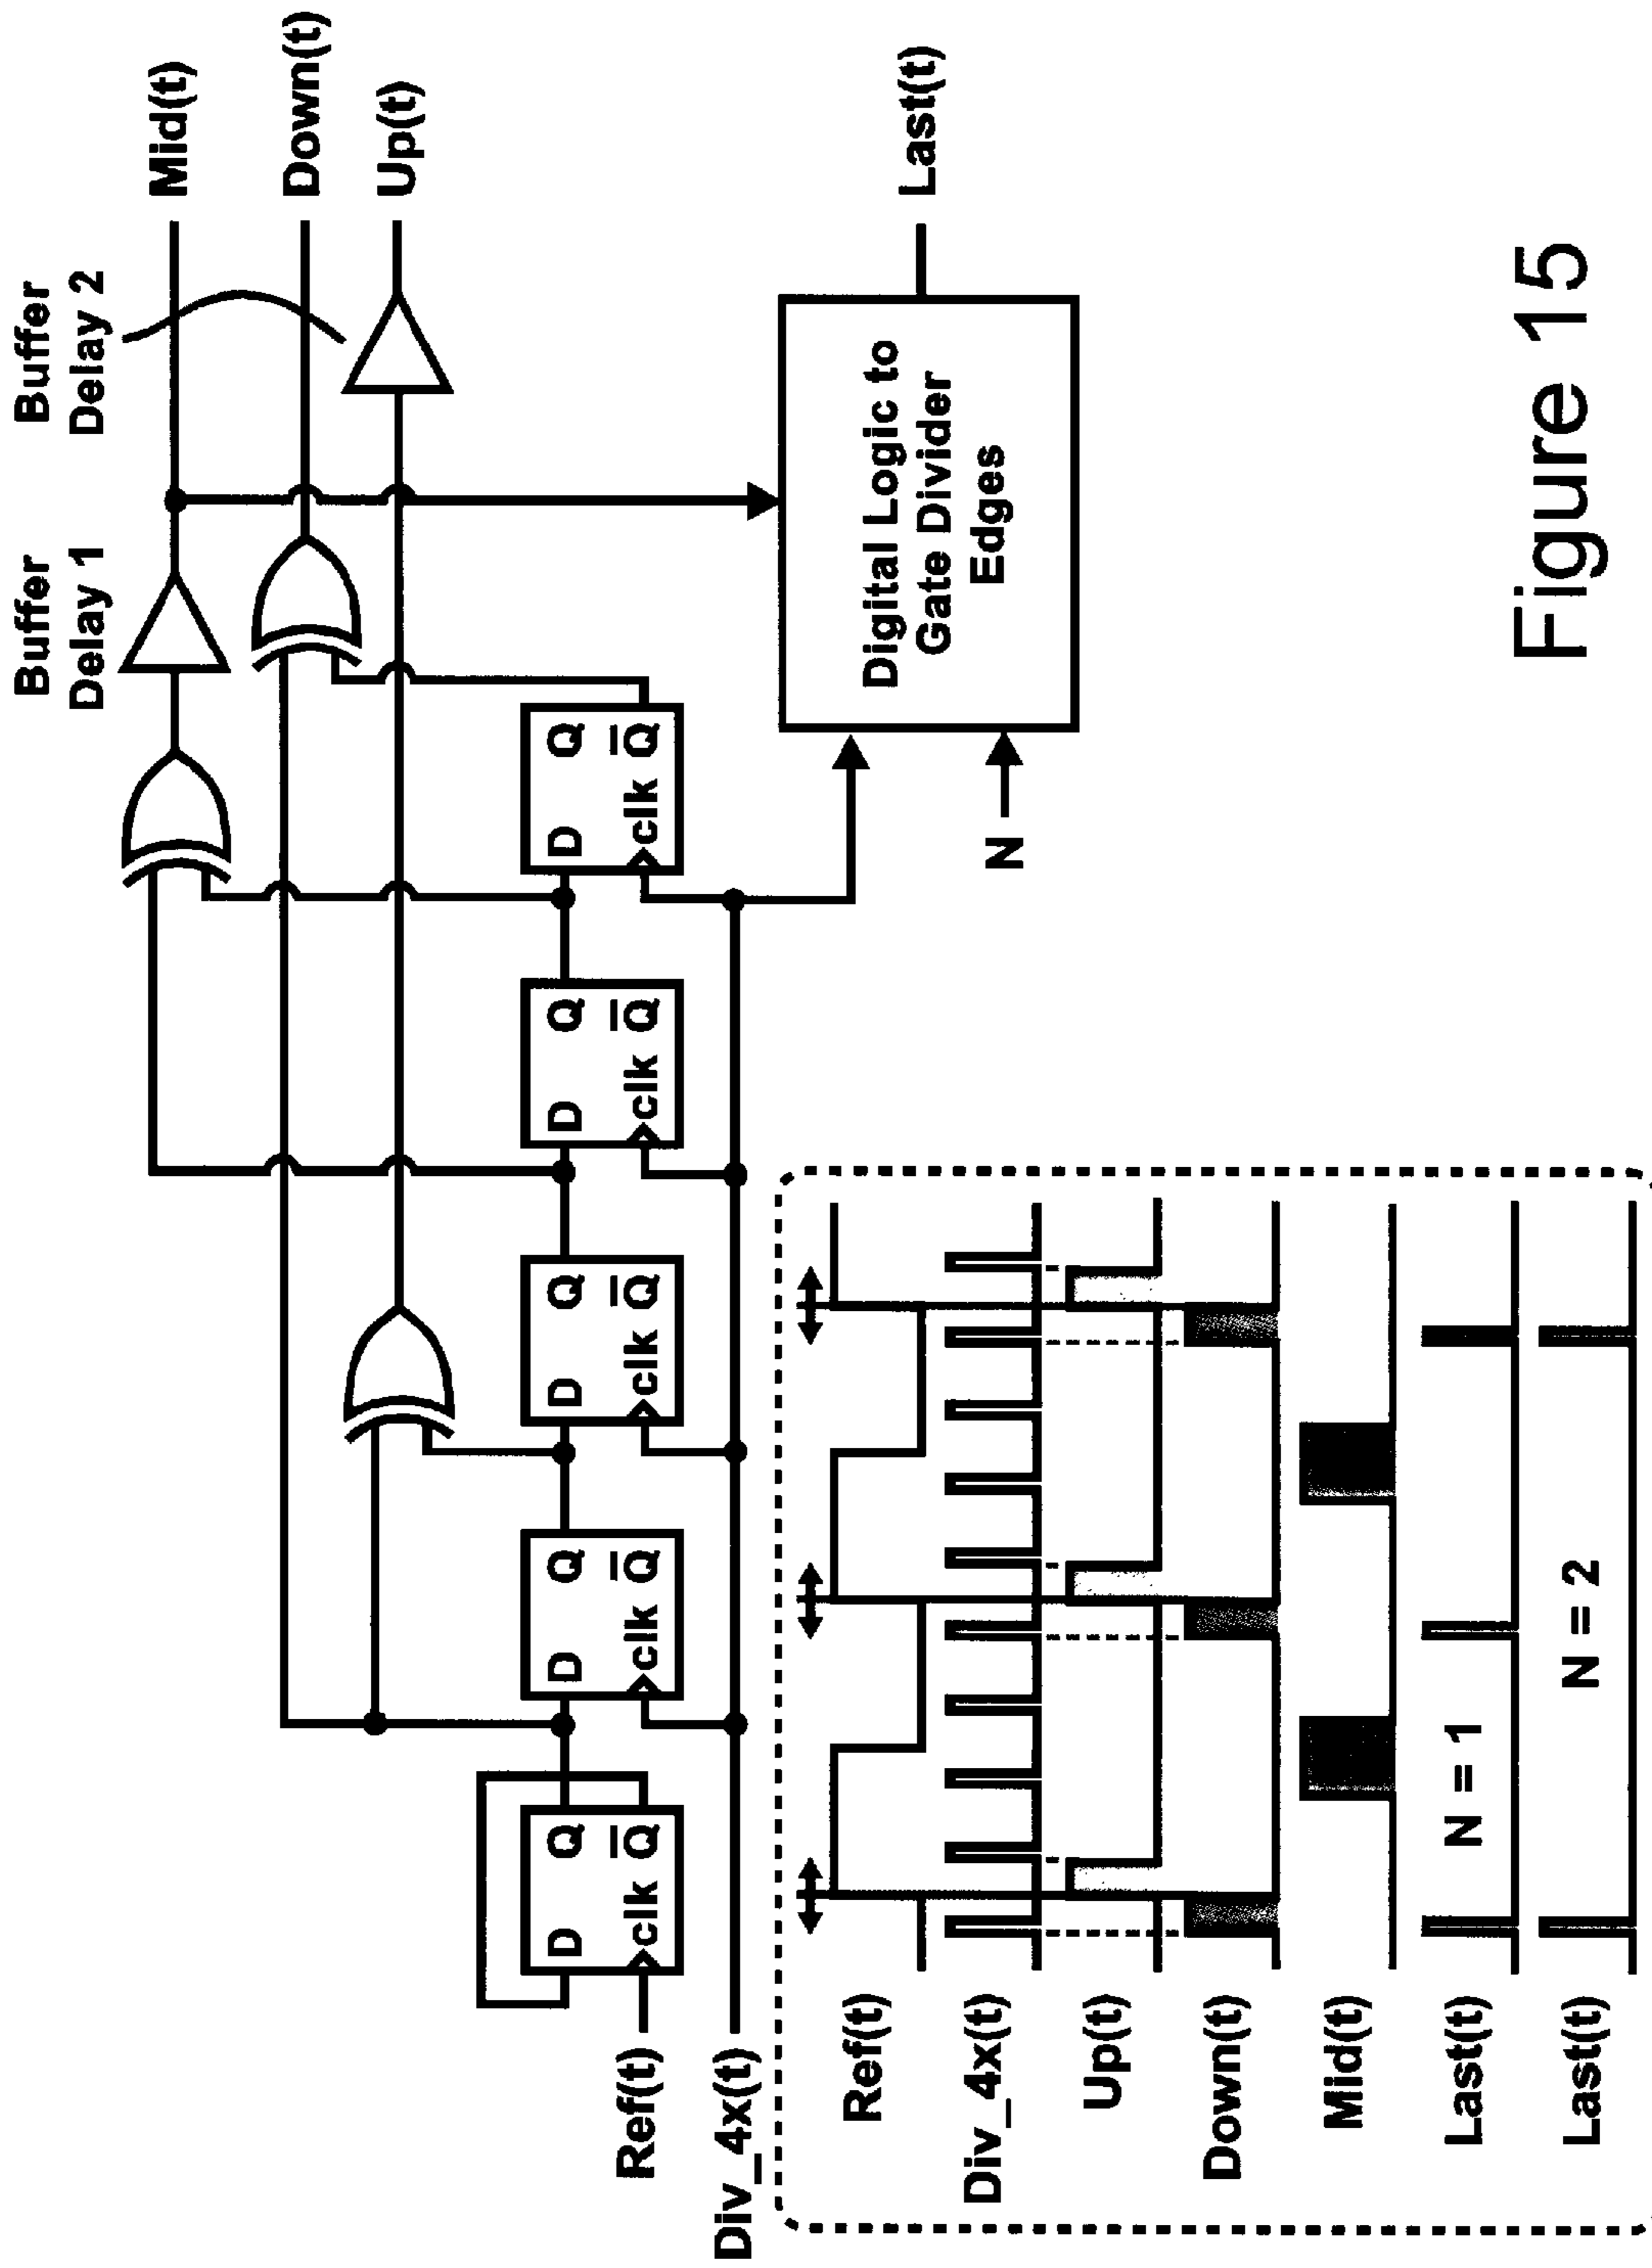 Buffer
Delay 1
Buffer
Delay 2
Mid(t)
Down(t)
Up(t)
D Q
clk Q
D Q
clk Q
D Q
clk Q
D Q
clk Q
D Q
clk Q
Ref(t)
Div_4x(t)
N
Digital Logic to
Gate Divider
Edges
Last(t)
Ref(t)
Div_4x(t)
Up(t)
Down(t)
Mid(t)
Last(t)
N = 1
Last(t)
N = 2
Figure 15